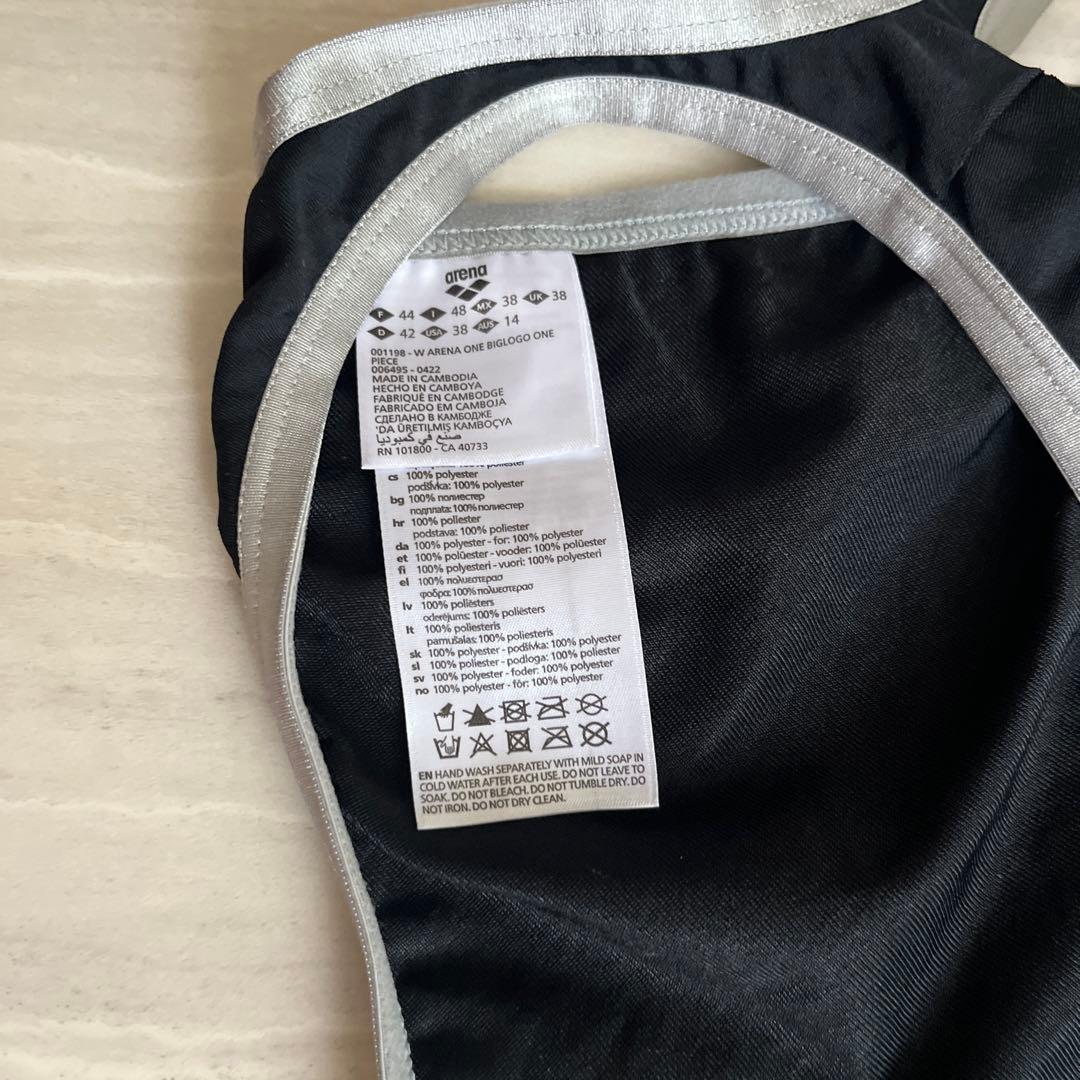 arena
F 44 I 48 MX 38 UK 38
D 42 USA 38 AUS 14
001198 - W ARENA ONE BIGLOGO ONE
PIECE
006495 - 0422
MADE IN CAMBODIA
HECHO EN CAMBOYA
FABRIQUÉ EN CAMBODGE
FABRICADO EM CAMBOJA
СДЕЛАНО В КАМБОДЖЕ
'DA ÜRETILMIŞ KAMBOÇYA
صنع في كمبوديا
RN 101800 - CA 40733
cs 100% polyester
podšívka: 100% polyester
bg 100% полиестер
подплата: 100% полиестер
hr 100% poliester
podstava: 100% poliester
da 100% polyester - for: 100% polyester
et 100% polüester - vooder: 100% polüester
fi 100% polyesteri - vuori: 100% polyesteri
el 100% πολυεστερασ
φοδρα: 100% πολυεστερασ
lv 100% poliēsters
oderējums: 100% poliēsters
lt 100% poliesteris
pamušalas: 100% poliesteris
sk 100% polyester - podšívka: 100% polyester
sl 100% poliester - podloga: 100% poliester
sv 100% polyester - foder: 100% polyester
no 100% polyester - fôr: 100% polyester
EN HAND WASH SEPARATELY WITH MILD SOAP IN
COLD WATER AFTER EACH USE. DO NOT LEAVE TO
SOAK. DO NOT BLEACH. DO NOT TUMBLE DRY. DO
NOT IRON. DO NOT DRY CLEAN.